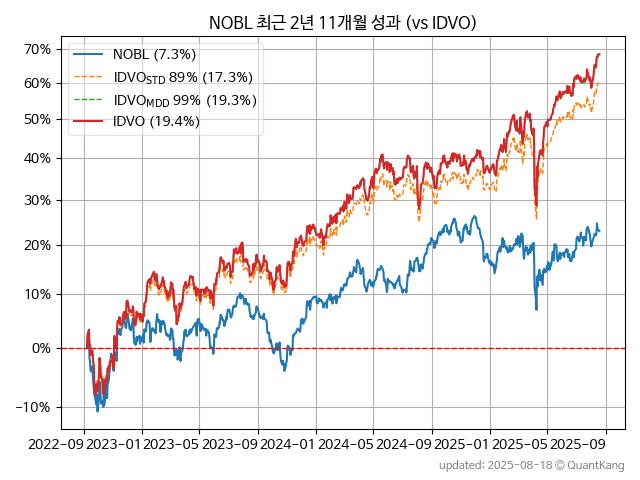 NOBL 최근 2년 11개월 성과 (vs IDVO)
NOBL (7.3%)
IDVO_STD 89% (17.3%)
IDVO_MDD 99% (19.3%)
IDVO (19.4%)
70%
60%
50%
40%
30%
20%
10%
0%
−10%
2022-09 2023-01 2023-05 2023-09 2024-01 2024-05 2024-09 2025-01 2025-05 2025-09
updated: 2025-08-18 © QuantKang